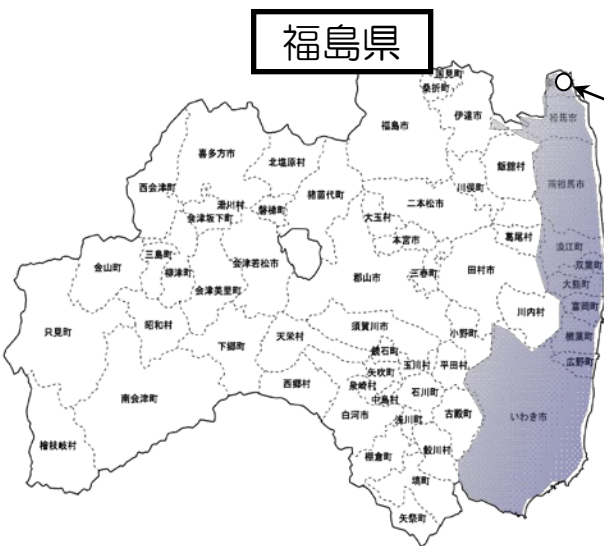 福島県
国見町
桑折町
伊達市
福島市
相馬市
喜多方市
北塩原村
飯舘村
西会津町
猪苗代町
川俣町
南相馬市
湯川村
磐梯町
二本松市
会津坂下町
大玉村
葛尾村
本宮市
浪江町
三島町
双葉町
金山町
柳津町
会津若松市
郡山市
三春町
田村市
大熊町
会津美里町
富岡町
川内村
只見町
昭和村
須賀川市
小野町
楢葉町
下郷町
天栄村
鏡石町
広野町
矢吹町
玉川村
平田村
西郷村
泉崎村
石川町
南会津町
中島村
白河市
浅川町
古殿町
いわき市
檜枝岐村
棚倉町
鮫川村
塙町
矢祭町